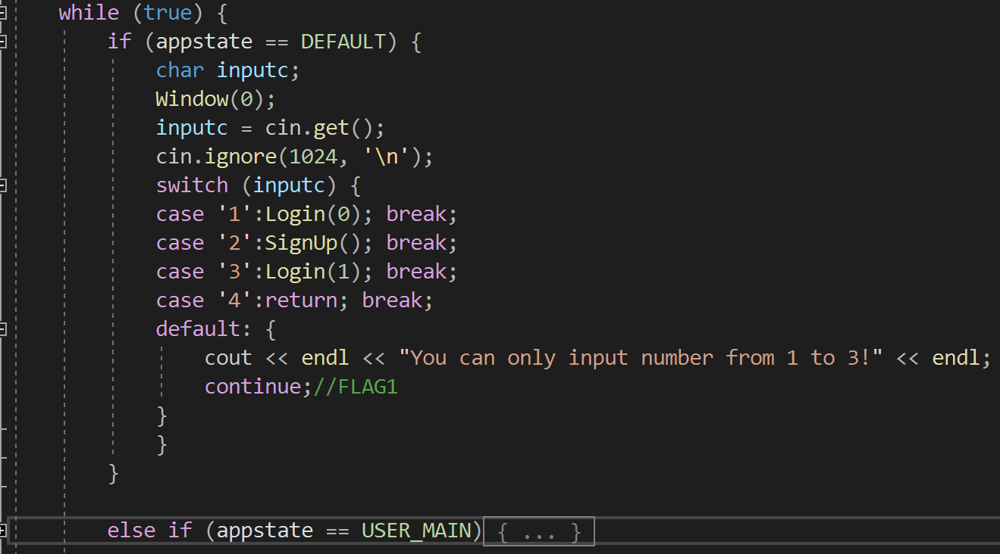 while (true) {
if (appstate == DEFAULT) {
char inputc;
Window(0);
inputc = cin.get();
cin.ignore(1024, '\n');
switch (inputc) {
case '1':Login(0); break;
case '2':SignUp(); break;
case '3':Login(1); break;
case '4':return; break;
default: {
cout << endl << "You can only input number from 1 to 3!" << endl;
continue;//FLAG1
}
}
}
else if (appstate == USER_MAIN){ ... }